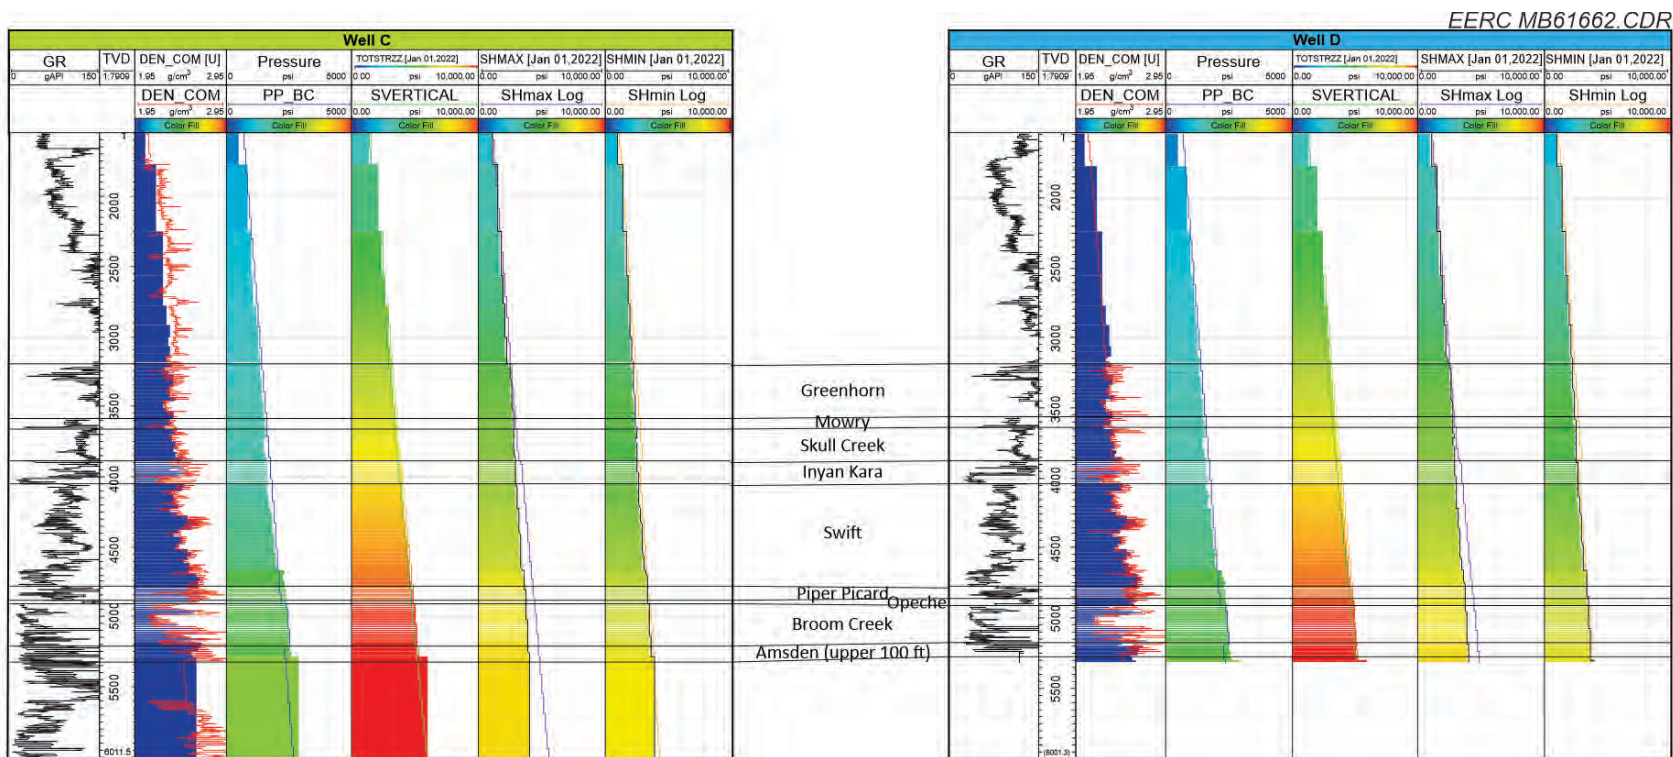 EERC MB61662.CDR
Well C
GR TVD DEN_COM [U] Pressure TOTSTRZZ [Jan 01,2022] SHMAX [Jan 01,2022] SHMIN [Jan 01,2022]
0 gAPI 150 1.7909 1.95 g/cm³ 2.95 0 psi 5000 0.00 psi 10,000.00 0.00 psi 10,000.00 0.00 psi 10,000.00
DEN_COM PP_BC SVERTICAL SHmax Log SHmin Log
1.95 g/cm³ 2.95 0 psi 5000 0.00 psi 10,000.00 0.00 psi 10,000.00 0.00 psi 10,000.00
Color Fill Color Fill Color Fill Color Fill Color Fill
1
2000
2500
3000
3500
4000
4500
5000
5500
6011.5
Greenhorn
Mowry
Skull Creek
Inyan Kara
Swift
Piper Picard
Opeche
Broom Creek
Amsden (upper 100 ft)
Well D
GR TVD DEN_COM [U] Pressure TOTSTRZZ [Jan 01,2022] SHMAX [Jan 01,2022] SHMIN [Jan 01,2022]
0 gAPI 150 1.7909 1.95 g/cm³ 2.95 0 psi 5000 0.00 psi 10,000.00 0.00 psi 10,000.00 0.00 psi 10,000.00
DEN_COM PP_BC SVERTICAL SHmax Log SHmin Log
1.95 g/cm³ 2.95 0 psi 5000 0.00 psi 10,000.00 0.00 psi 10,000.00 0.00 psi 10,000.00
Color Fill Color Fill Color Fill Color Fill Color Fill
1
2000
2500
3000
3500
4000
4500
5000
5500
(6001.3)